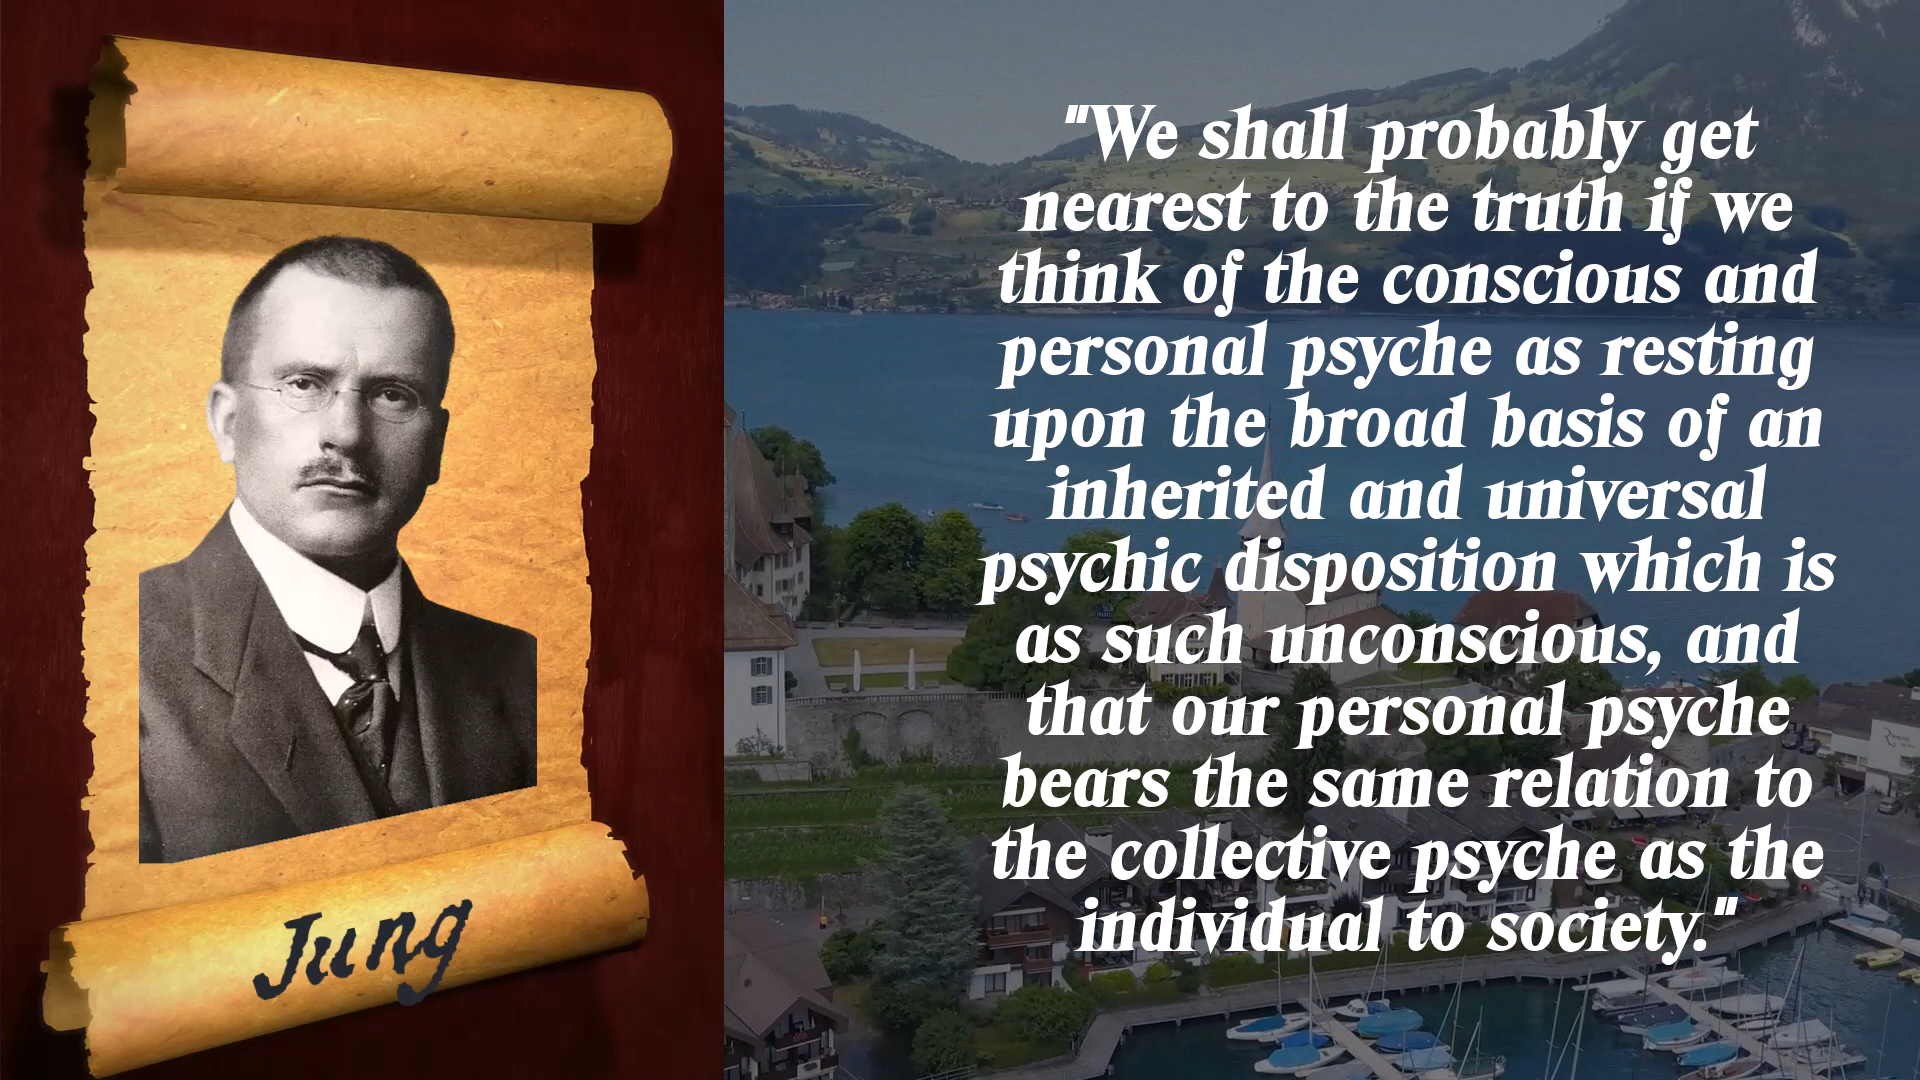 Jung
"We shall probably get
nearest to the truth if we
think of the conscious and
personal psyche as resting
upon the broad basis of an
inherited and universal
psychic disposition which is
as such unconscious, and
that our personal psyche
bears the same relation to
the collective psyche as the
individual to society."